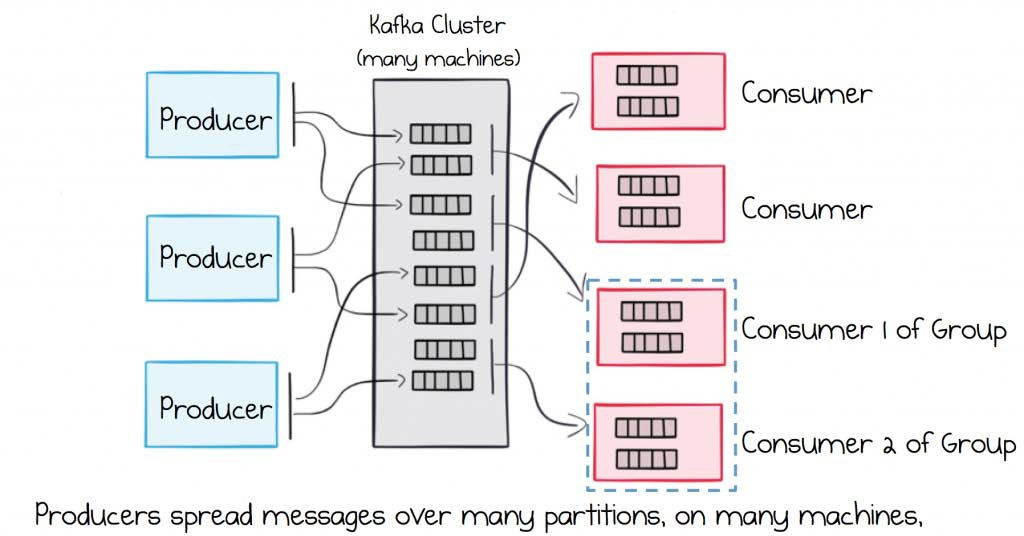 Kafka Cluster
(many machines)
Producer
Producer
Producer
Consumer
Consumer
Consumer 1 of Group
Consumer 2 of Group
Producers spread messages over many partitions, on many machines,